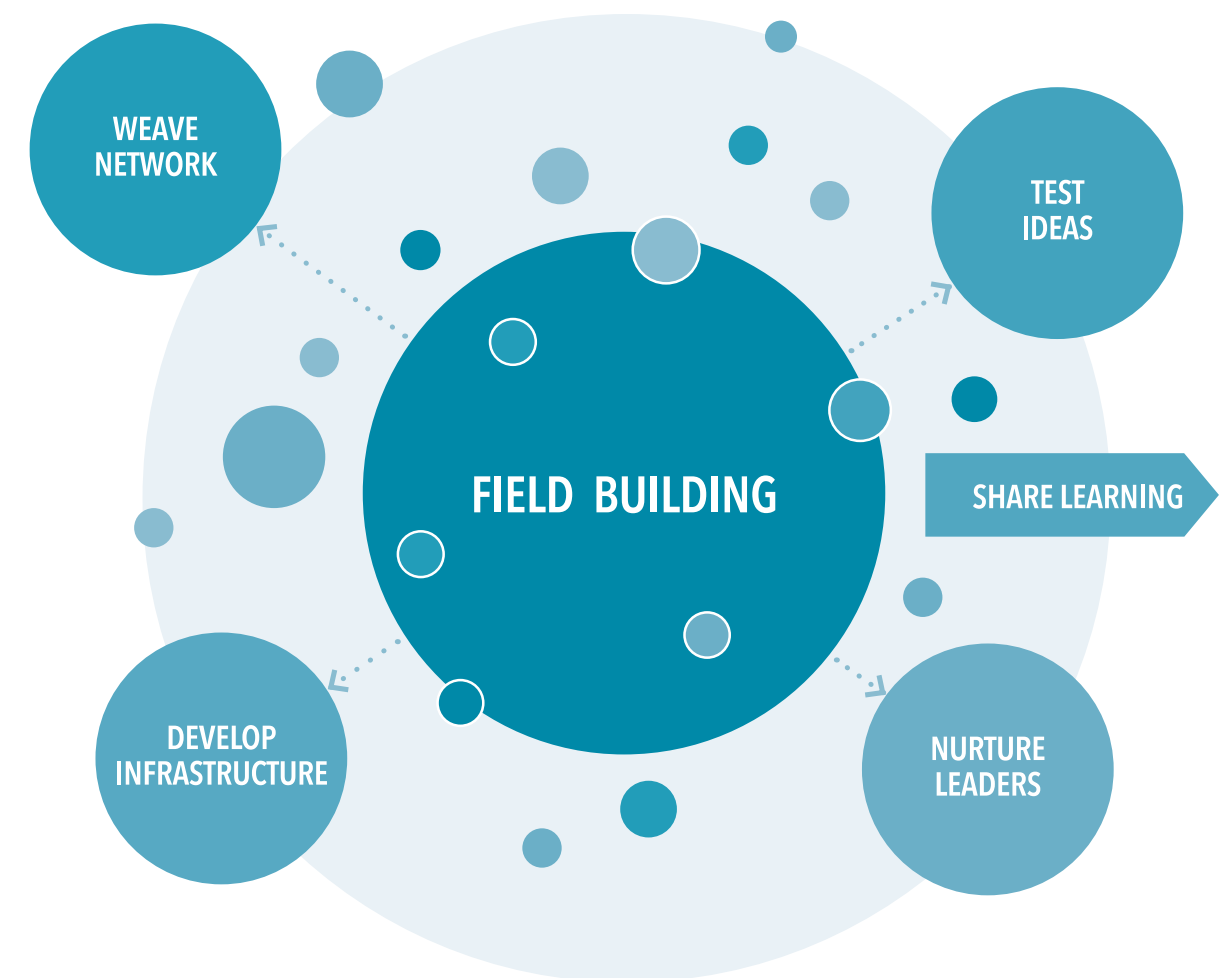 WEAVE
NETWORK
TEST
IDEAS
FIELD BUILDING
SHARE LEARNING
DEVELOP
INFRASTRUCTURE
NURTURE
LEADERS